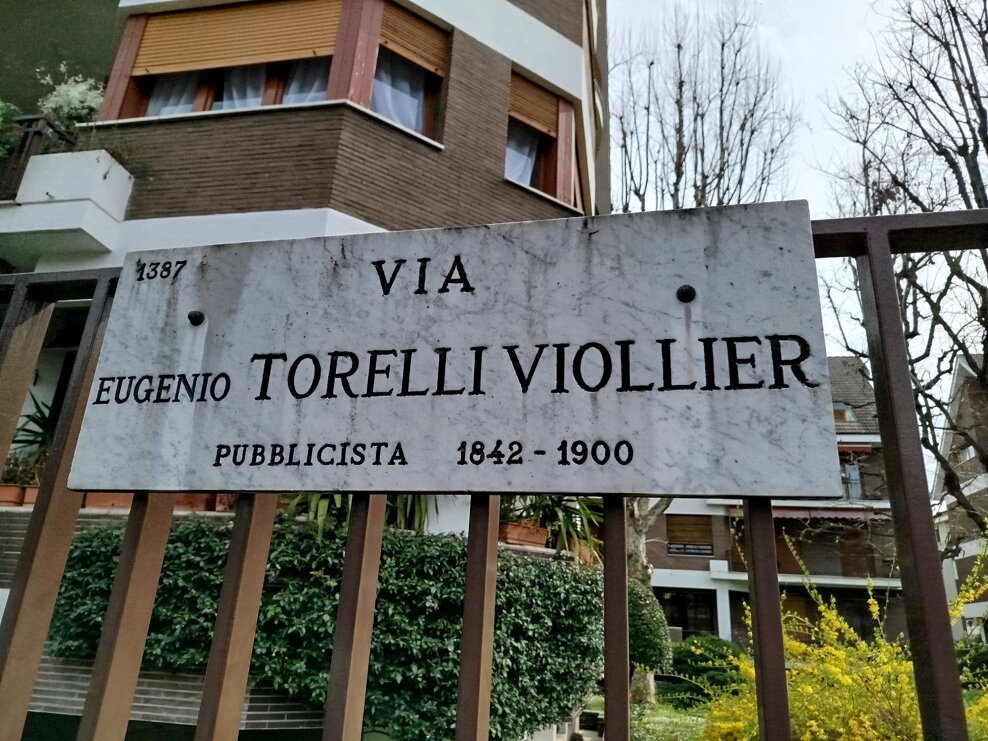 1387
VIA
EUGENIO TORELLI VIOLLIER
PUBBLICISTA 1842 - 1900